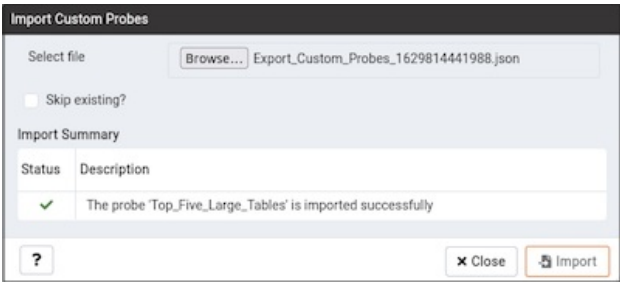 Import Custom Probes
Select file
Browse... Export_Custom_Probes_1629814441988.json
Skip existing?
Import Summary
Status Description
The probe 'Top_Five_Large_Tables' is imported successfully
? Close Import